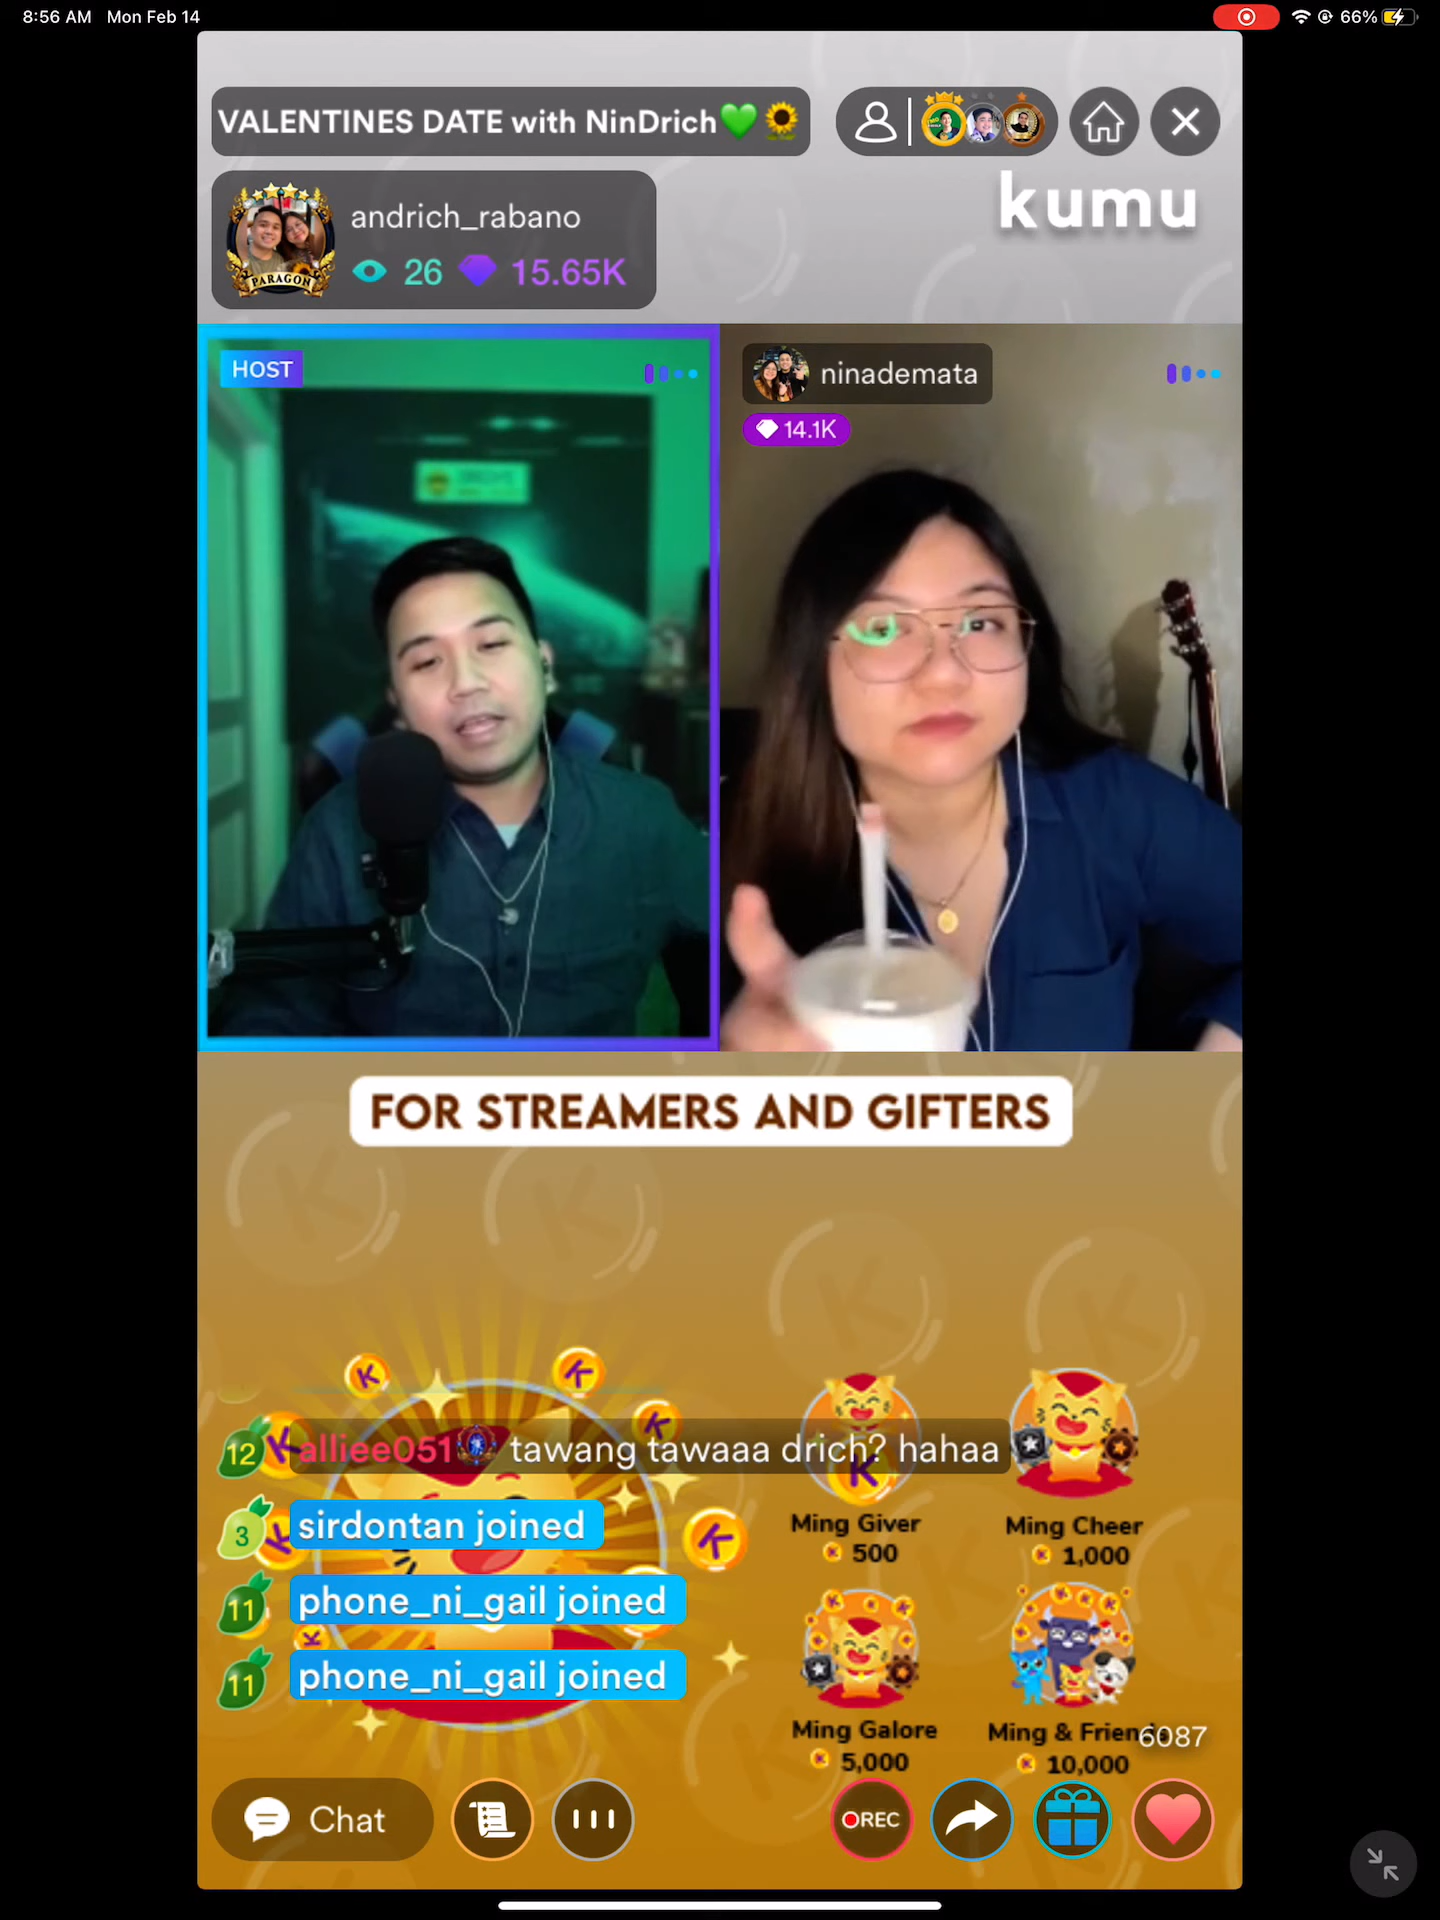 8:56 AM Mon Feb 14
66%
VALENTINES DATE with NinDrich💚🌻
andrich_rabano
PARAGON
26 15.65K
kumu
HOST
ninademata
14.1K
FOR STREAMERS AND GIFTERS
12 alliee051 tawang tawaaa drich? hahaa
3 sirdontan joined
11 phone_ni_gail joined
11 phone_ni_gail joined
Ming Giver
500
Ming Cheer
1,000
Ming Galore
5,000
Ming & Friends
10,000
6087
Chat
REC